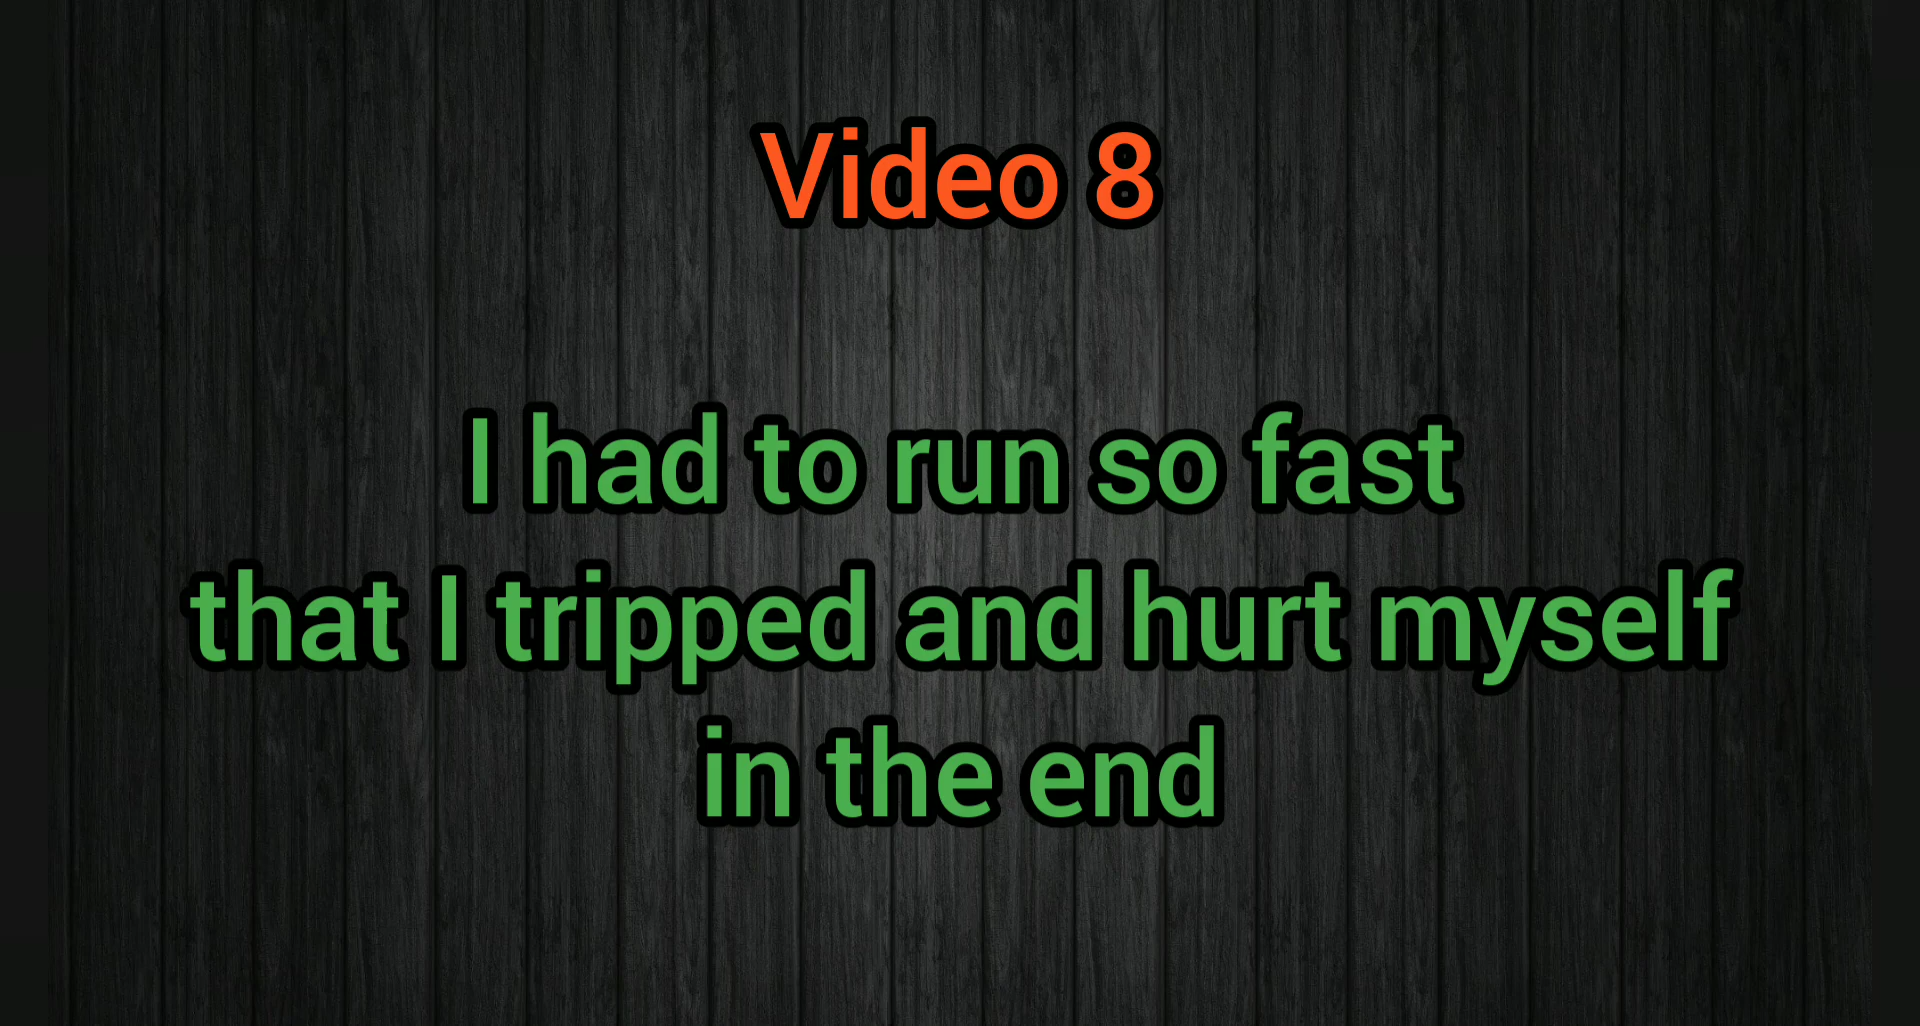 Video 8
I had to run so fast
that I tripped and hurt myself
in the end